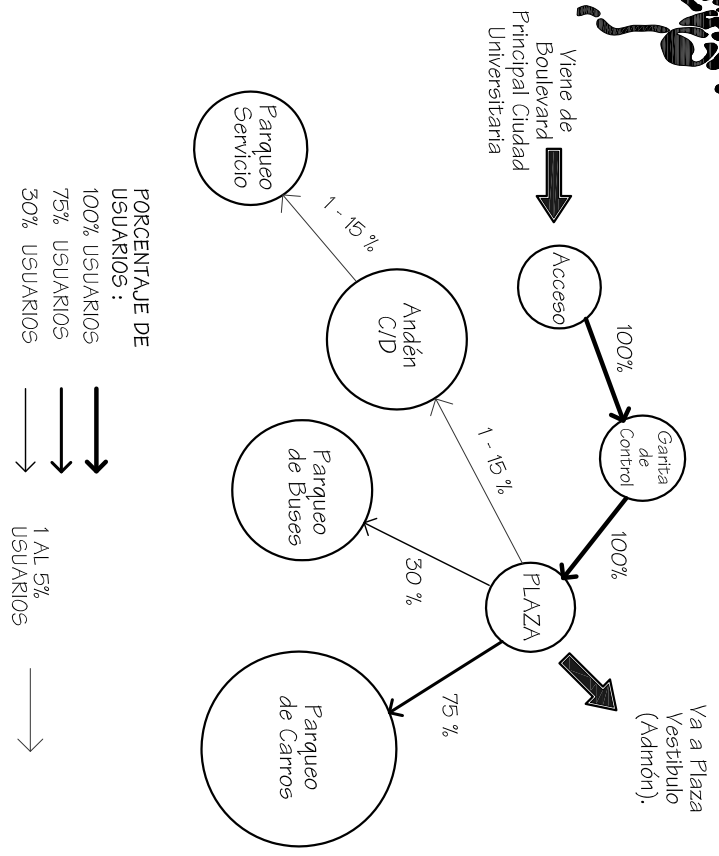 Viene de
Boulevard
Principal Ciudad
Universitaria
Acceso
100%
Garita
de
Control
100%
PLAZA
Va a Plaza
Vestibulo
(Admón).
1 - 15 %
Andén
C/D
1 - 15 %
Parqueo
Servicio
30 %
Parqueo
de Buses
75 %
Parqueo
de Carros
PORCENTAJE DE
USUARIOS :
100% USUARIOS
75% USUARIOS
30% USUARIOS
1 AL 5%
USUARIOS